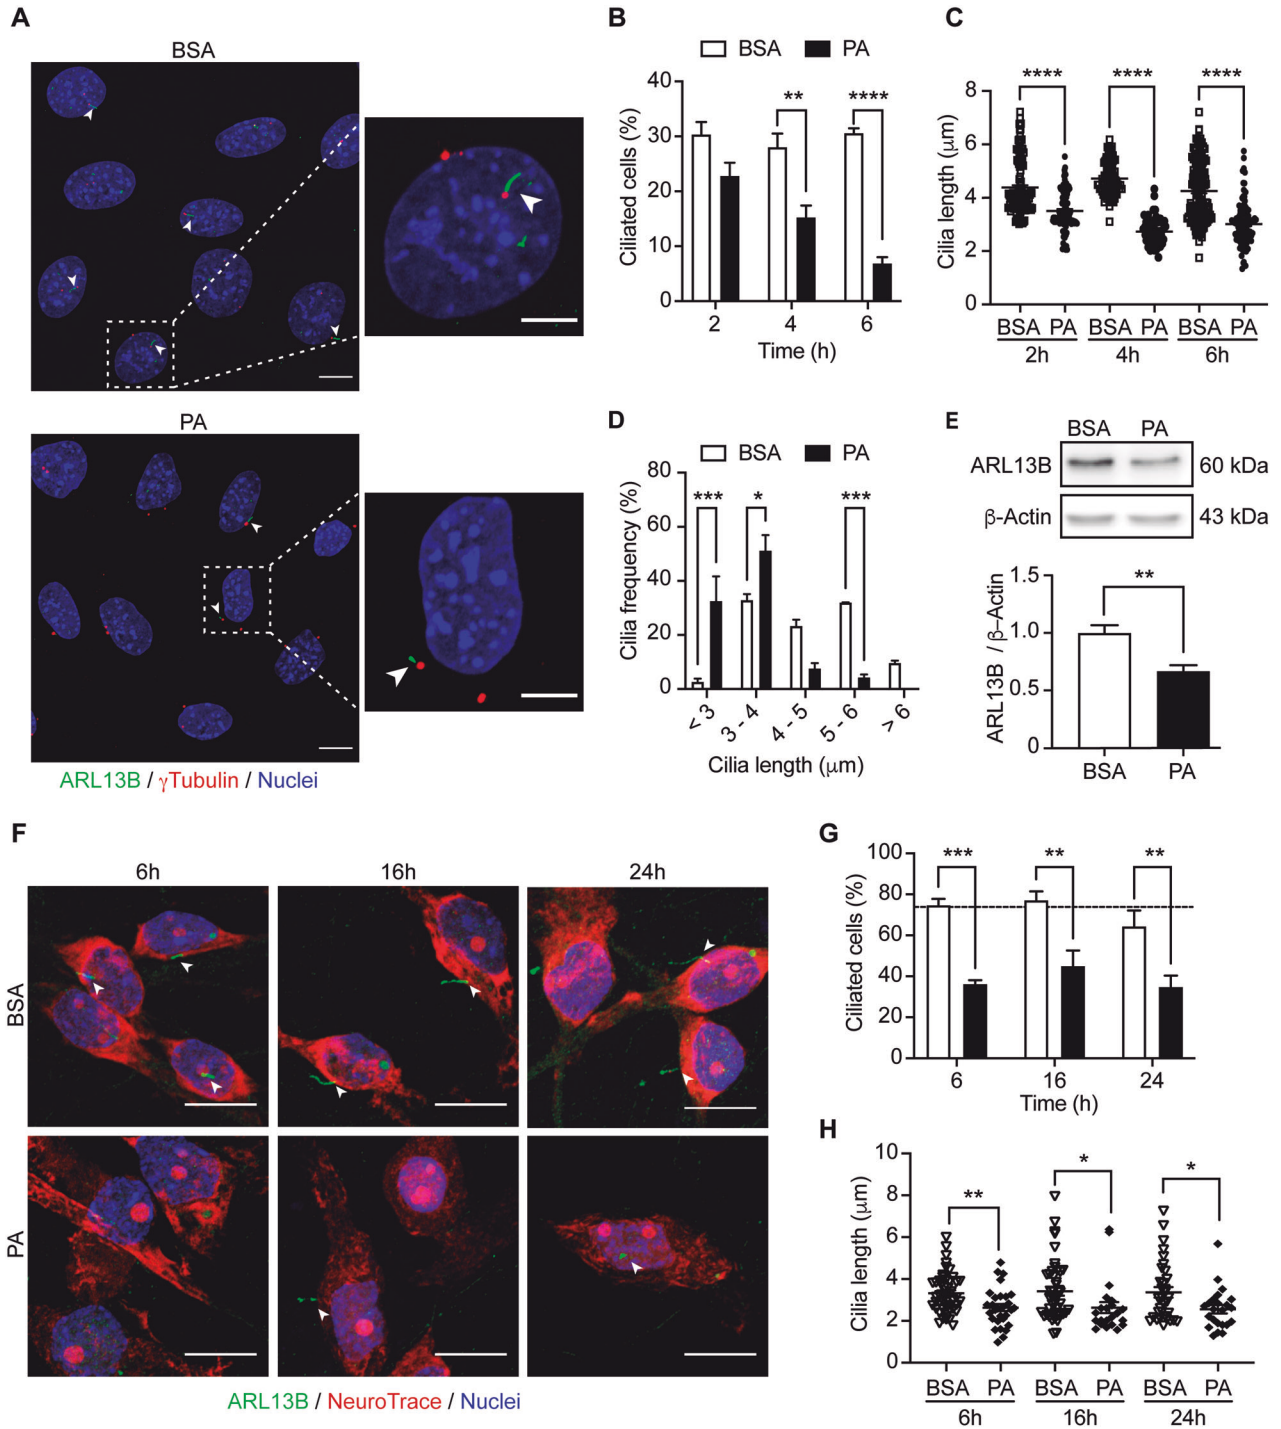 A
BSA
PA
ARL13B / γTubulin / Nuclei
B
BSA PA
Ciliated cells (%)
40
30
20
10
0
** ****
2 4 6
Time (h)
C
Cilia length (μm)
8
6
4
2
0
**** **** ****
BSA PA BSA PA BSA PA
2h 4h 6h
D
BSA PA
Cilia frequency (%)
80
60
40
20
0
*** * ***
< 3 3 - 4 4 - 5 5 - 6 > 6
Cilia length (μm)
E
BSA PA
ARL13B 60 kDa
β-Actin 43 kDa
ARL13B / β–Actin
1.5
1.0
0.5
0
**
BSA PA
F
6h 16h 24h
BSA
PA
ARL13B / NeuroTrace / Nuclei
G
Ciliated cells (%)
100
80
60
40
20
0
*** ** **
6 16 24
Time (h)
H
Cilia length (μm)
10
8
6
4
2
0
** * *
BSA PA BSA PA BSA PA
6h 16h 24h